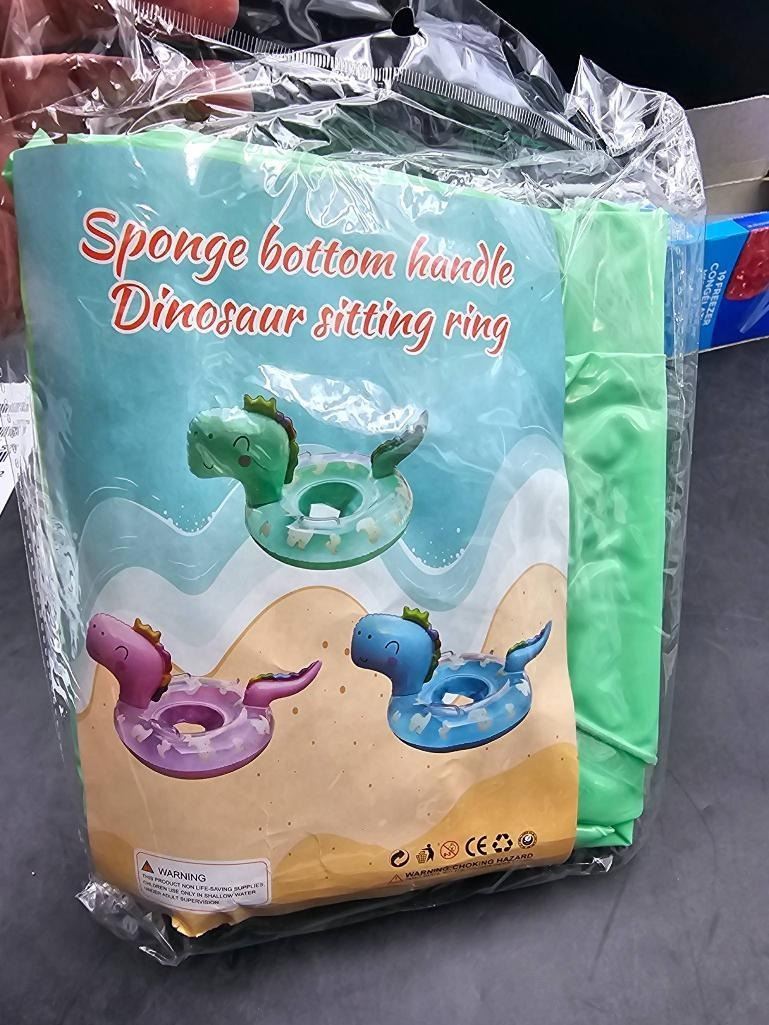 Sponge bottom handle
Dinosaur sitting ring
19 FREEZER
WARNING
THIS PRODUCT NON LIFE-SAVING SUPPLIES,
CHILDREN USE ONLY IN SHALLOW WATER
UNDER ADULT SUPERVISION.
CE
WARNING: CHOKING HAZARD